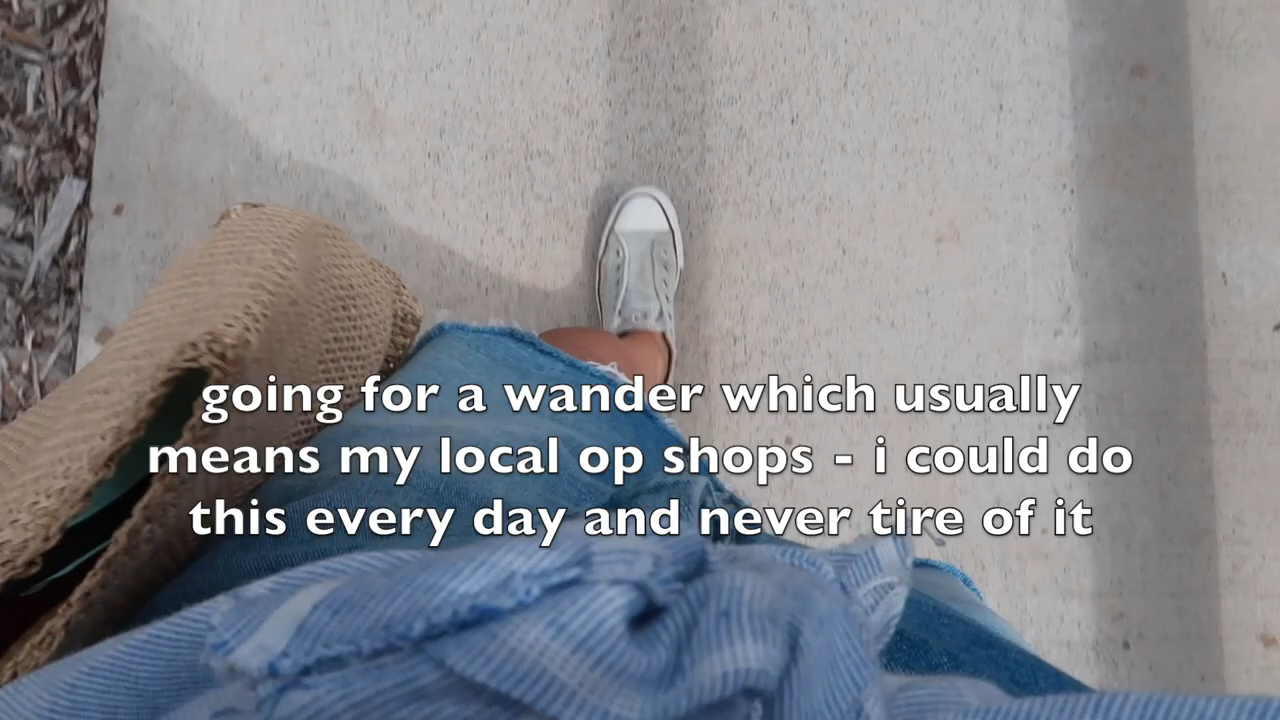 going for a wander which usually
means my local op shops - i could do
this every day and never tire of it